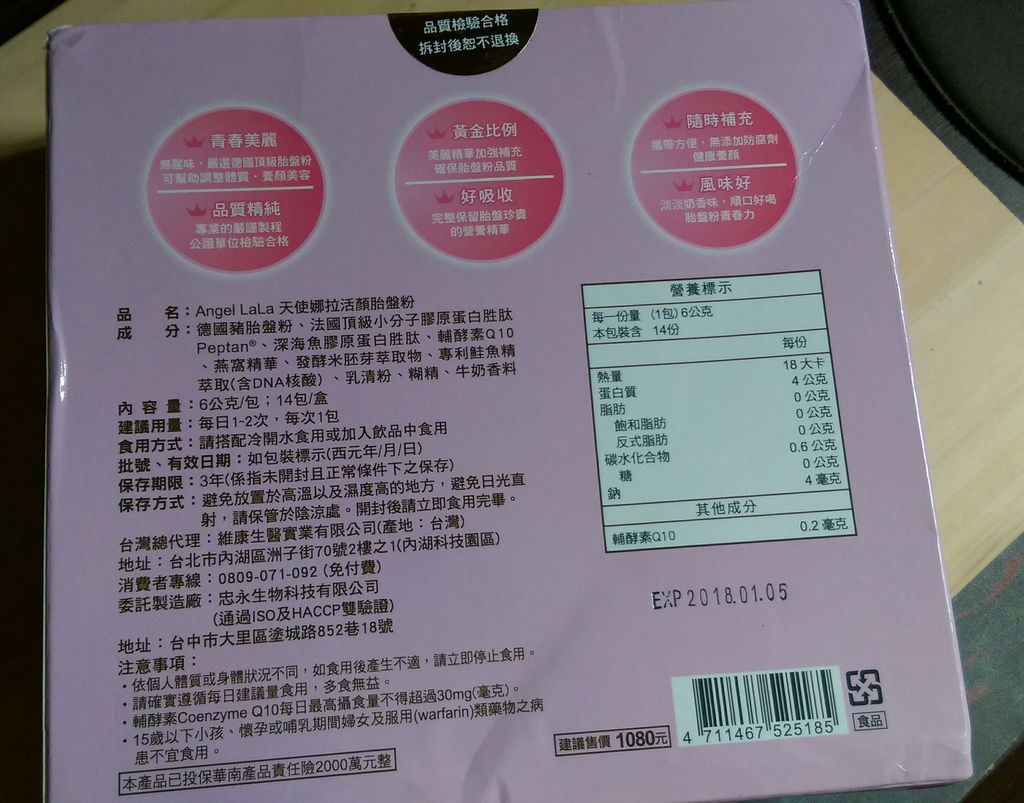 品質檢驗合格
拆封後恕不退換
青春美麗
無腥味，嚴選德國頂級胎盤粉
可幫助調整體質、養顏美容
品質精純
專業的嚴謹製程
公證單位檢驗合格
黃金比例
美麗精華加強補充
確保胎盤粉品質
好吸收
完整保留胎盤珍貴
的營養精華
隨時補充
攜帶方便，無添加防腐劑
健康養顏
風味好
淡淡奶香味，順口好喝
胎盤粉青春力
品名：Angel LaLa 天使娜拉活顏胎盤粉
成分：德國豬胎盤粉、法國頂級小分子膠原蛋白胜肽
Peptan®、深海魚膠原蛋白胜肽、輔酵素Q10
、燕窩精華、發酵米胚芽萃取物、專利鮭魚精
萃取(含DNA核酸)、乳清粉、糊精、牛奶香料
內容量：6公克/包；14包/盒
建議用量：每日1~2次，每次1包
食用方式：請搭配冷開水食用或加入飲品中食用
批號、有效日期：如包裝標示(西元年/月/日)
保存期限：3年(係指未開封且正常條件下之保存)
保存方式：避免放置於高溫以及濕度高的地方，避免日光直
射，請保管於陰涼處。開封後請立即食用完畢。
台灣總代理：維康生醫實業有限公司(產地：台灣)
地址：台北市內湖區洲子街70號2樓之1(內湖科技園區)
消費者專線：0809-071-092 (免付費)
委託製造廠：忠永生物科技有限公司
(通過ISO及HACCP雙驗證)
地址：台中市大里區塗城路852巷18號
注意事項：
・依個人體質或身體狀況不同，如食用後產生不適，請立即停止食用。
・請確實遵循每日建議量食用，多食無益。
・輔酵素Coenzyme Q10每日最高攝食量不得超過30mg(毫克)。
・15歲以下小孩、懷孕或哺乳期間婦女及服用(warfarin)類藥物之病
患不宜食用。
本產品已投保華南產品責任險2000萬元整
營養標示
每一份量 (1包) 6公克
本包裝含 14份
每份
熱量 18 大卡
蛋白質 4 公克
脂肪 0 公克
飽和脂肪 0 公克
反式脂肪 0 公克
碳水化合物 0.6 公克
糖 0 公克
鈉 4 毫克
其他成分
輔酵素Q10 0.2 毫克
EXP 2018.01.05
建議售價 1080元
4 711467 525185
食品